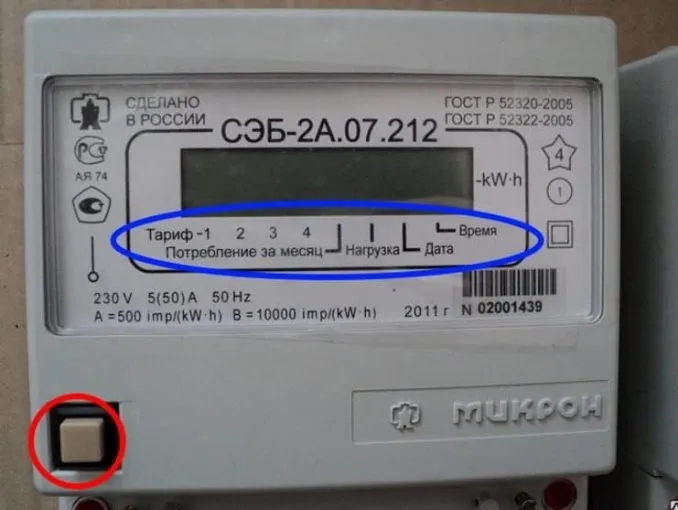 СДЕЛАНО
В РОССИИ
ГОСТ Р 52320-2005
ГОСТ Р 52322-2005
СЭБ-2А.07.212
РС
АЯ 74
4
-kW·h
1
Тариф -1 2 3 4
Время
Потребление за месяц
Нагрузка
Дата
230 V 5(50) A 50 Hz
A =500 imp/(kW·h) B =10000 imp/(kW·h)
2011 г
N 02001439
МИКРОН